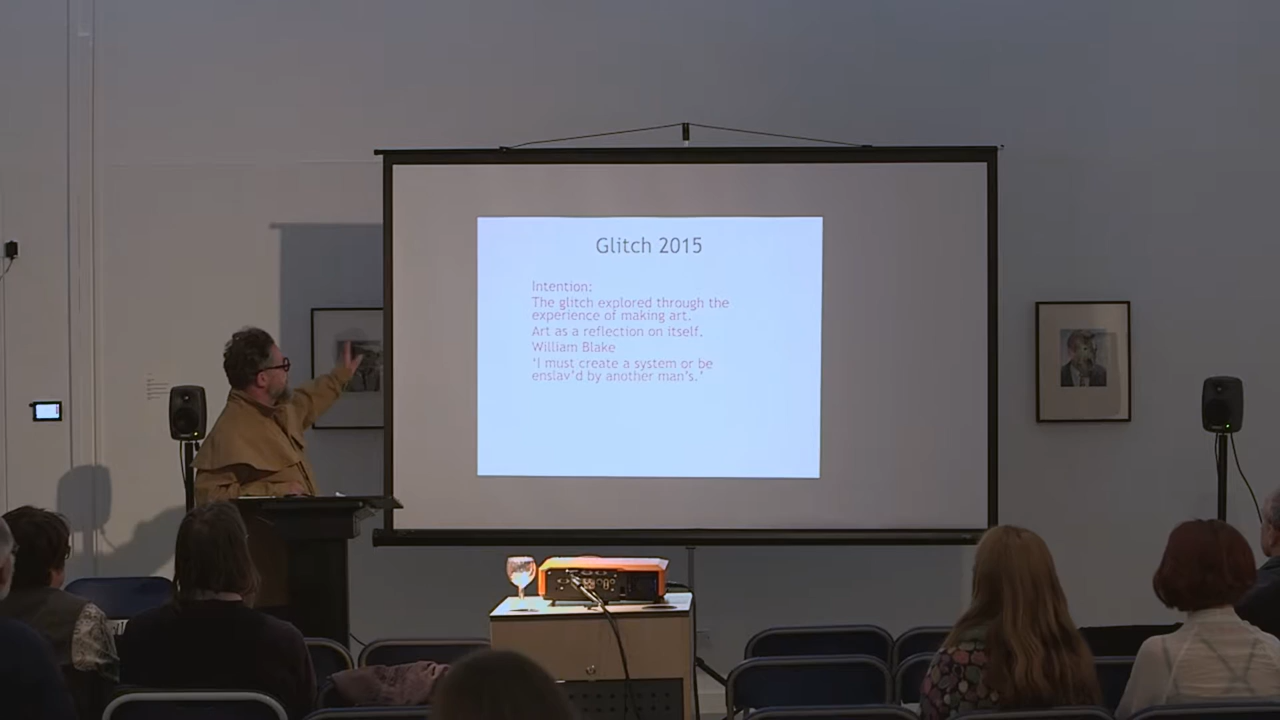 Glitch 2015
Intention:
The glitch explored through the
experience of making art.
Art as a reflection on itself.
William Blake
‘I must create a system or be
enslav’d by another man’s.’